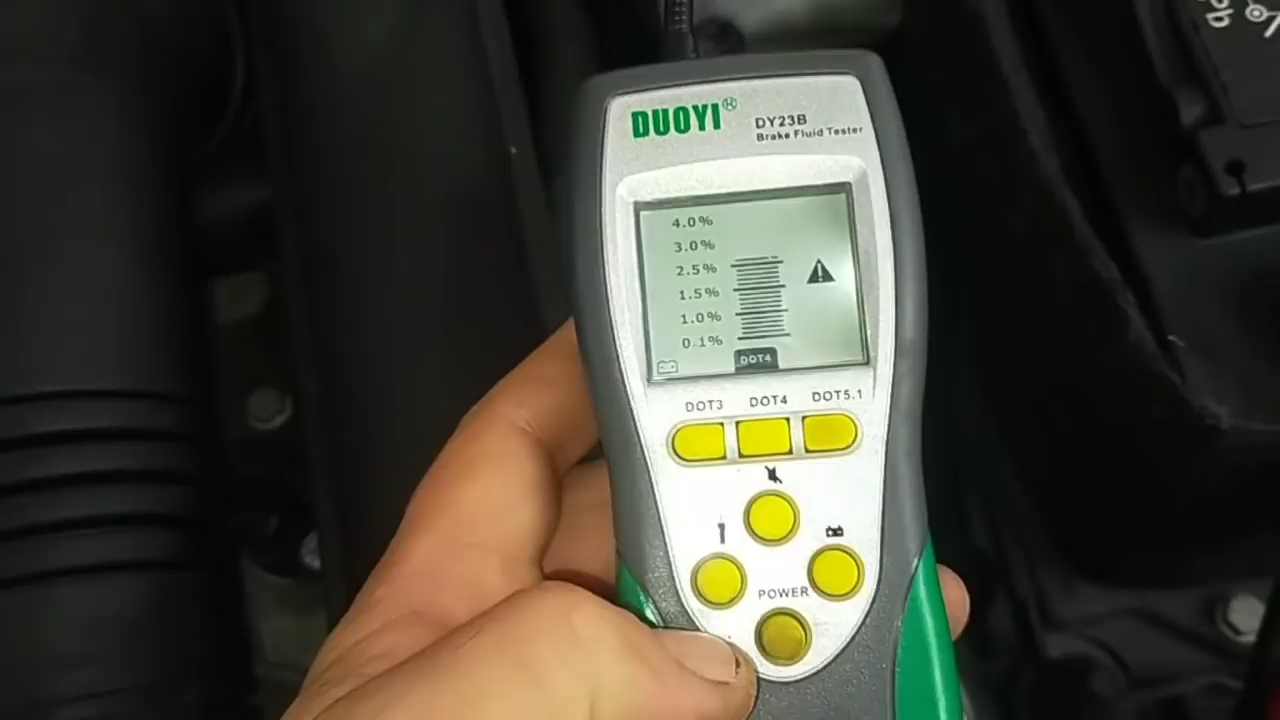 DUOYI®
DY23B
Brake Fluid Tester
4.0%
3.0%
2.5%
1.5%
1.0%
0.1%
DOT4
DOT3 DOT4 DOT5.1
POWER